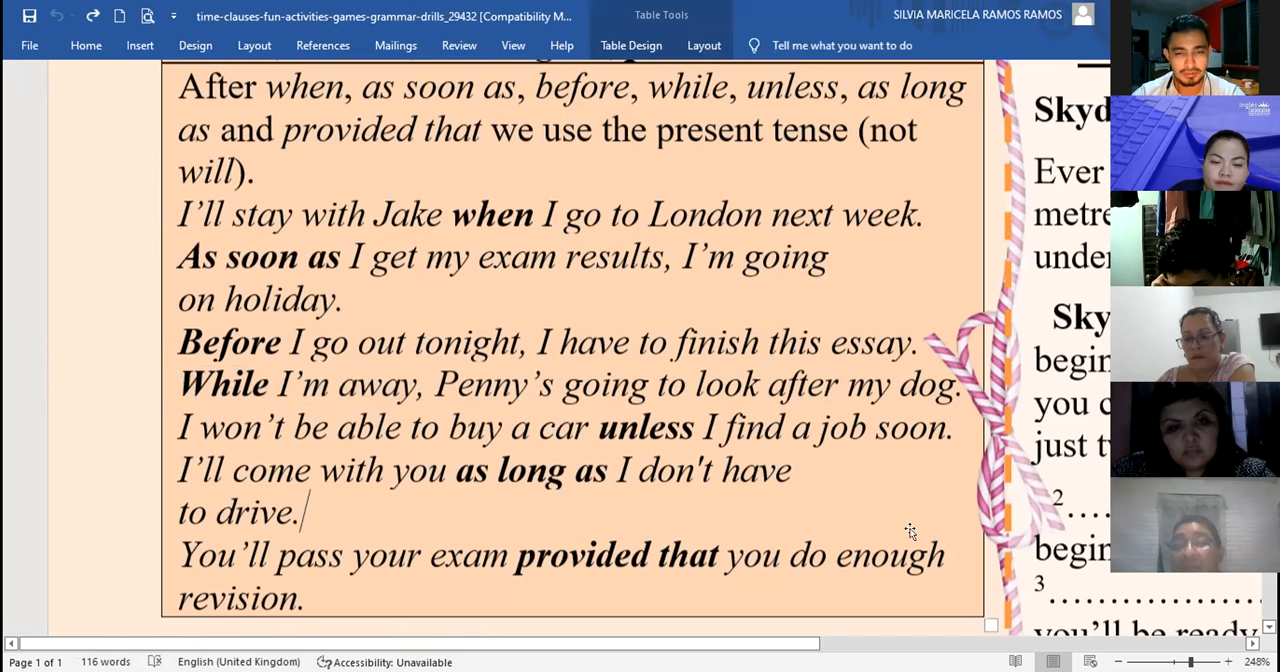 time-clauses-fun-activities-games-grammar-drills_29432 [Compatibility M...
Table Tools
SILVIA MARICELA RAMOS RAMOS
File Home Insert Design Layout References Mailings Review View Help Table Design Layout Tell me what you want to do
After when, as soon as, before, while, unless, as long
as and provided that we use the present tense (not
will).
I'll stay with Jake when I go to London next week.
As soon as I get my exam results, I'm going
on holiday.
Before I go out tonight, I have to finish this essay.
While I'm away, Penny's going to look after my dog.
I won't be able to buy a car unless I find a job soon.
I'll come with you as long as I don't have
to drive.
You'll pass your exam provided that you do enough
revision.
Skyd
Ever
metre
under
Sky
begin
you c
just tv
2....
begin
3....................
you'll be ready
Inglés
Page 1 of 1 116 words English (United Kingdom) Accessibility: Unavailable 248%